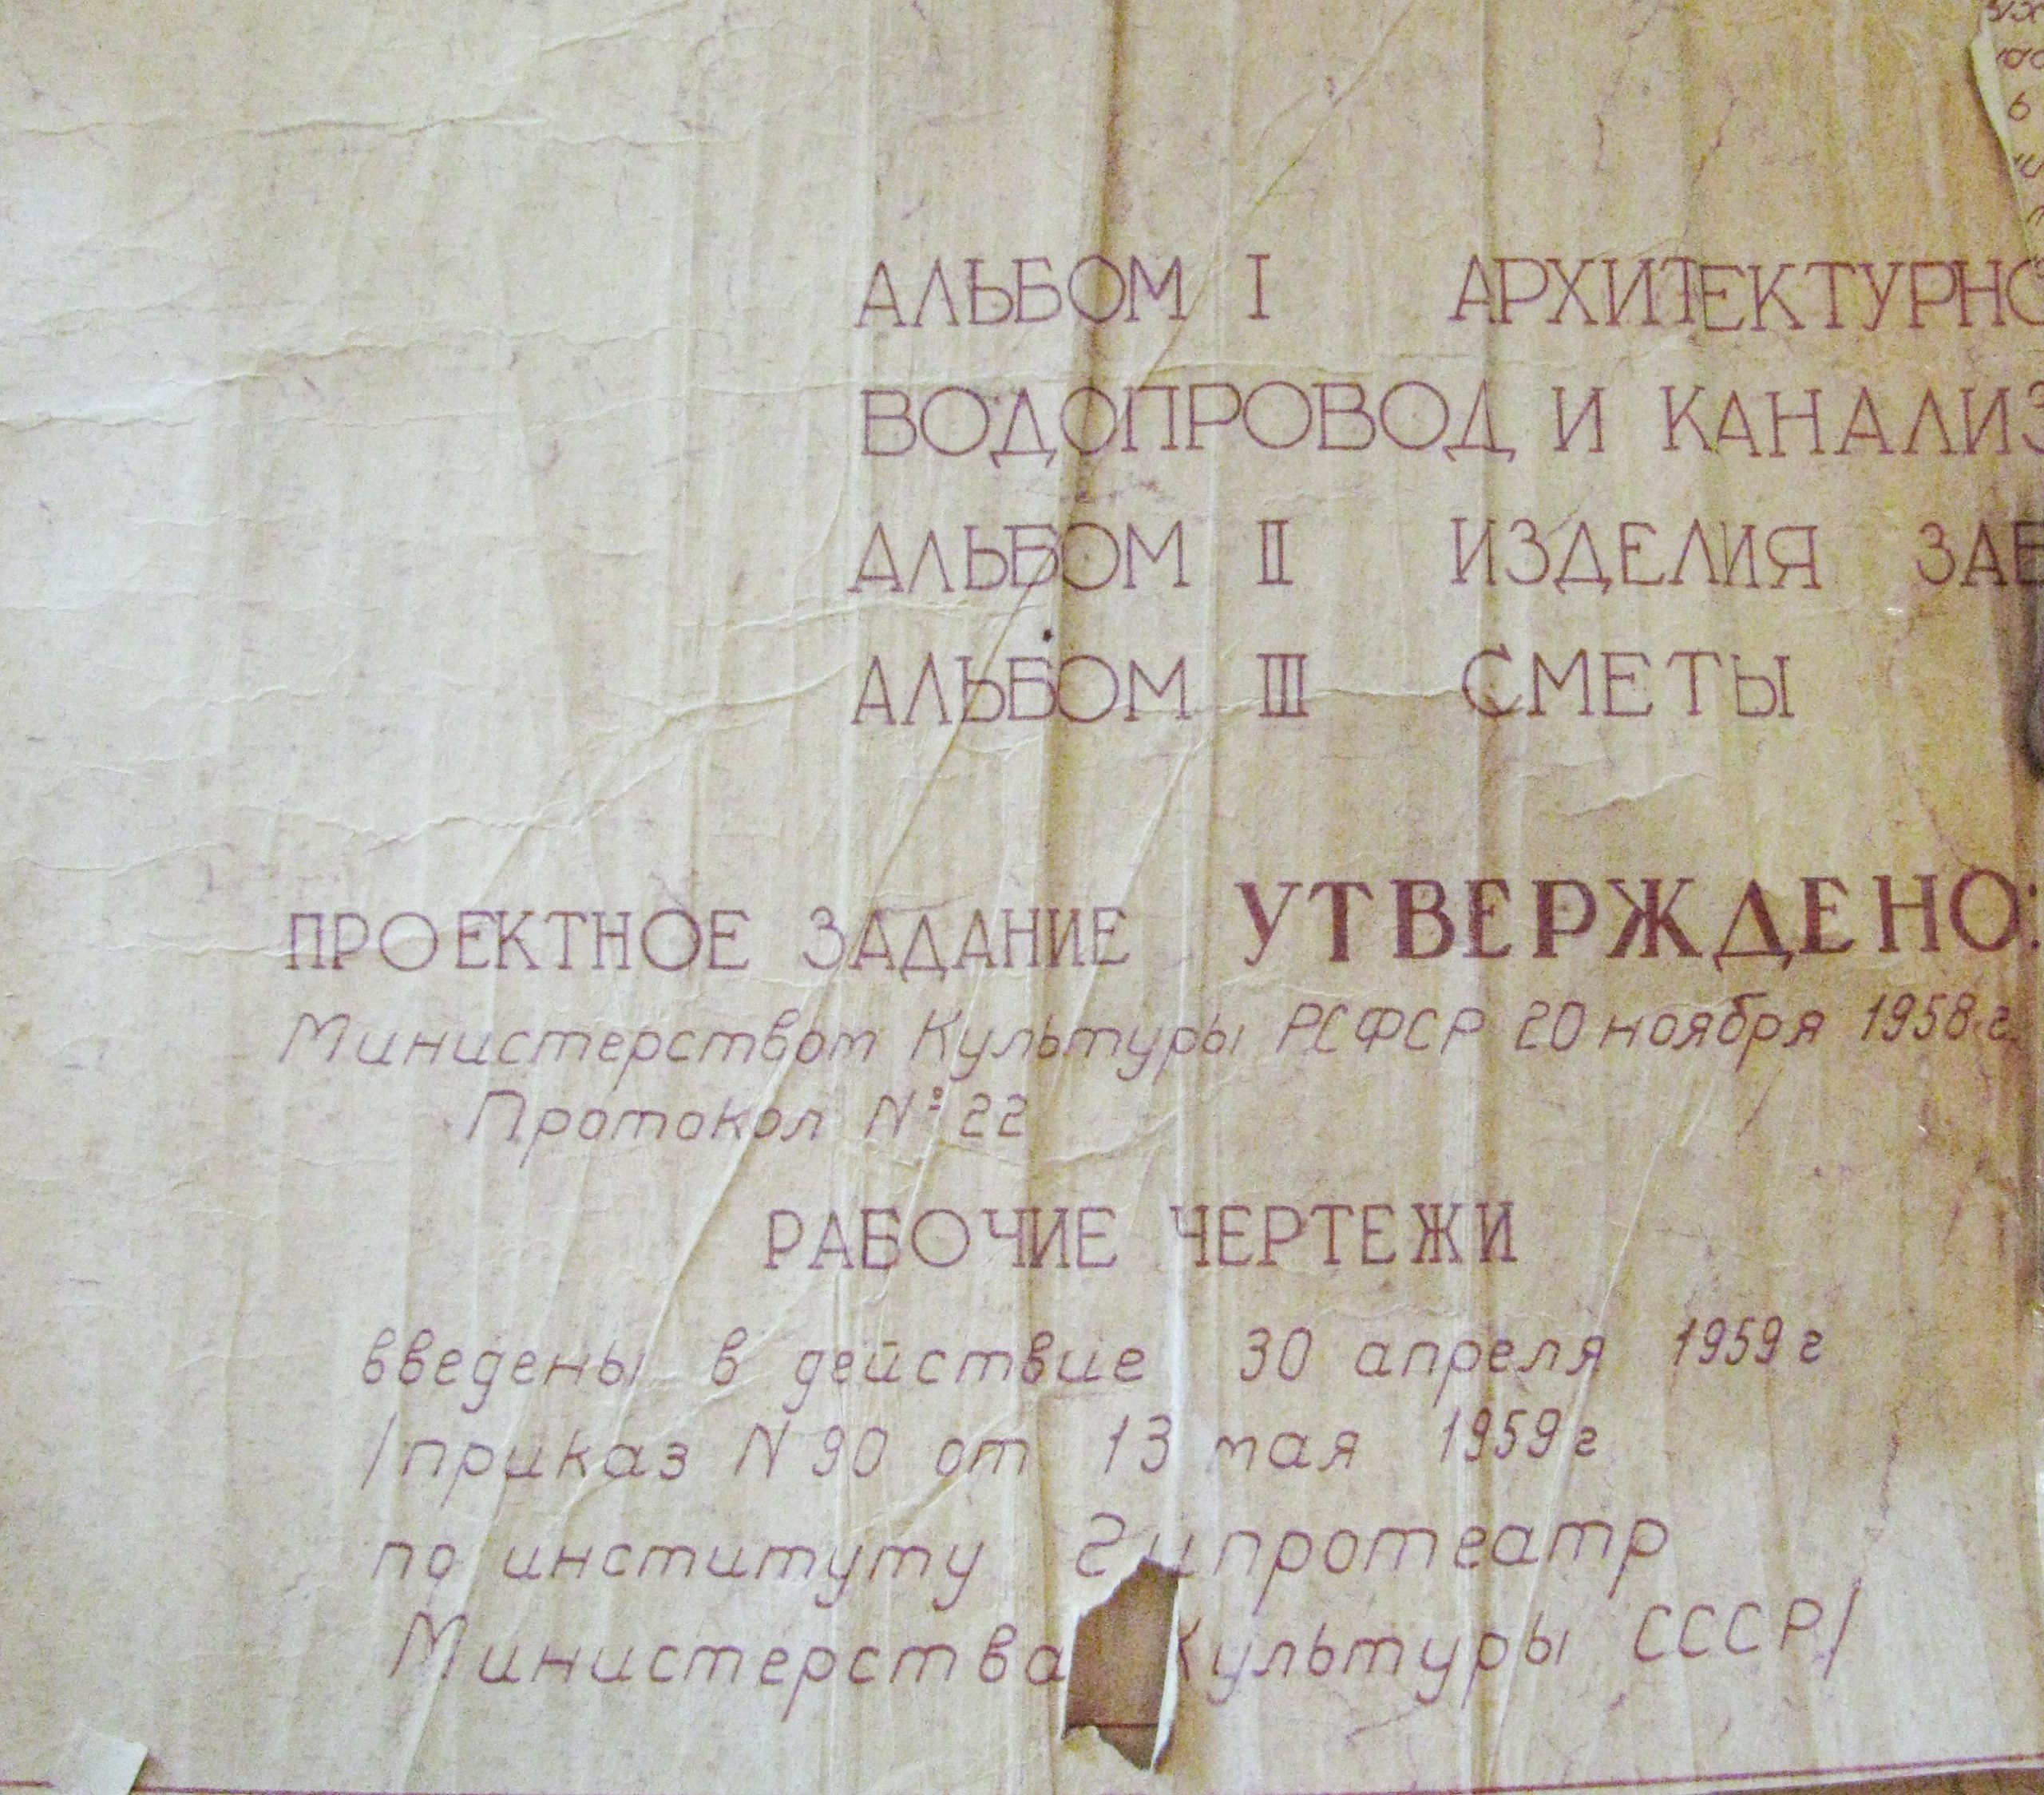 АЛЬБОМ I АРХИТЕКТУРНО
ВОДОПРОВОД И КАНАЛИЗ
АЛЬБОМ II ИЗДЕЛИЯ ЗАВ
АЛЬБОМ III СМЕТЫ
ПРОЕКТНОЕ ЗАДАНИЕ УТВЕРЖДЕНО:
Министерством Культуры РСФСР 20 ноября 1958 г.
Протокол № 22
РАБОЧИЕ ЧЕРТЕЖИ
введены в действие 30 апреля 1959 г
/приказ N 90 от 13 мая 1959 г
по институту Гипротеатр
Министерства Культуры СССР/